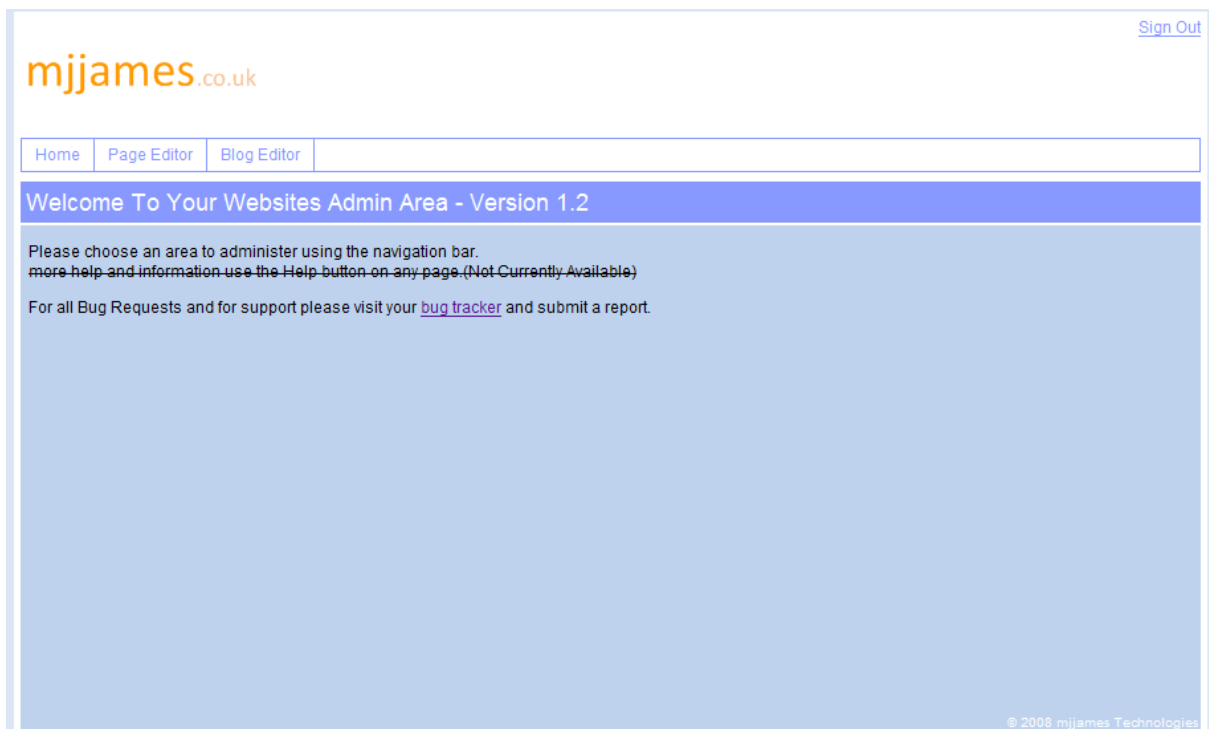 Sign Out
mjjames.co.uk
Home Page Editor Blog Editor
Welcome To Your Websites Admin Area - Version 1.2
Please choose an area to administer using the navigation bar.
more help and information use the Help button on any page.(Not Currently Available)
For all Bug Requests and for support please visit your bug tracker and submit a report.
© 2008 mjjames Technologies